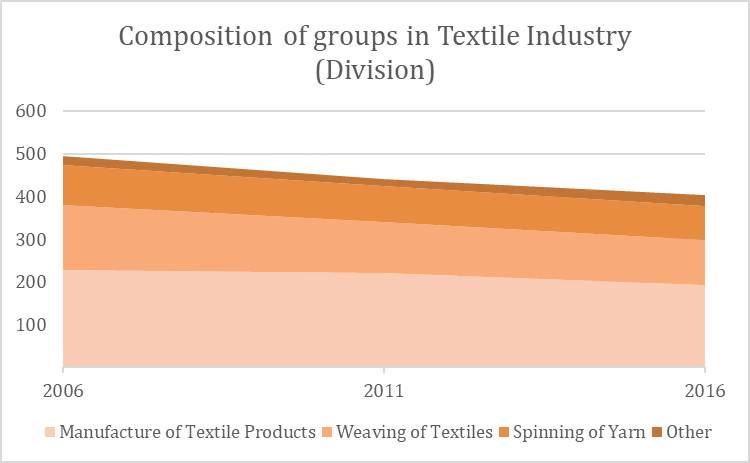 Composition of groups in Textile Industry
(Division)
600
500
400
300
200
100
2006 2011 2016
Manufacture of Textile Products Weaving of Textiles Spinning of Yarn Other